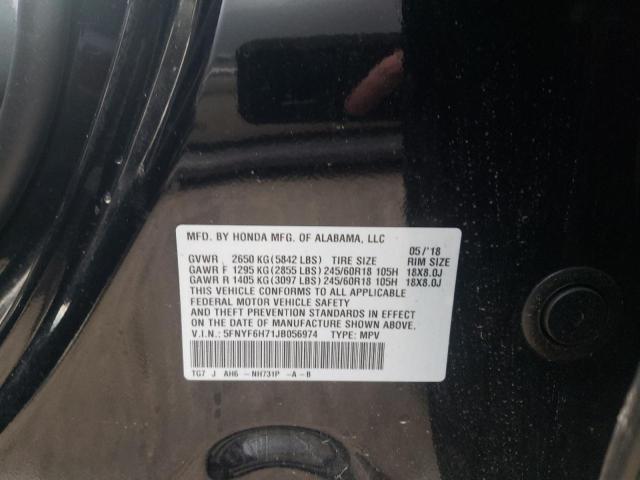 MFD. BY HONDA MFG. OF ALABAMA, LLC 05/'18
GVWR 2650 KG(5842 LBS) TIRE SIZE RIM SIZE
GAWR F 1295 KG(2855 LBS) 245/60R18 105H 18X8.0J
GAWR R 1405 KG(3097 LBS) 245/60R18 105H 18X8.0J
THIS VEHICLE CONFORMS TO ALL APPLICABLE
FEDERAL MOTOR VEHICLE SAFETY
AND THEFT PREVENTION STANDARDS IN EFFECT
ON THE DATE OF MANUFACTURE SHOWN ABOVE.
V.I.N.: 5FNYF6H71JB056974 TYPE: MPV
TG7 J AH6 -NH731P -A-B